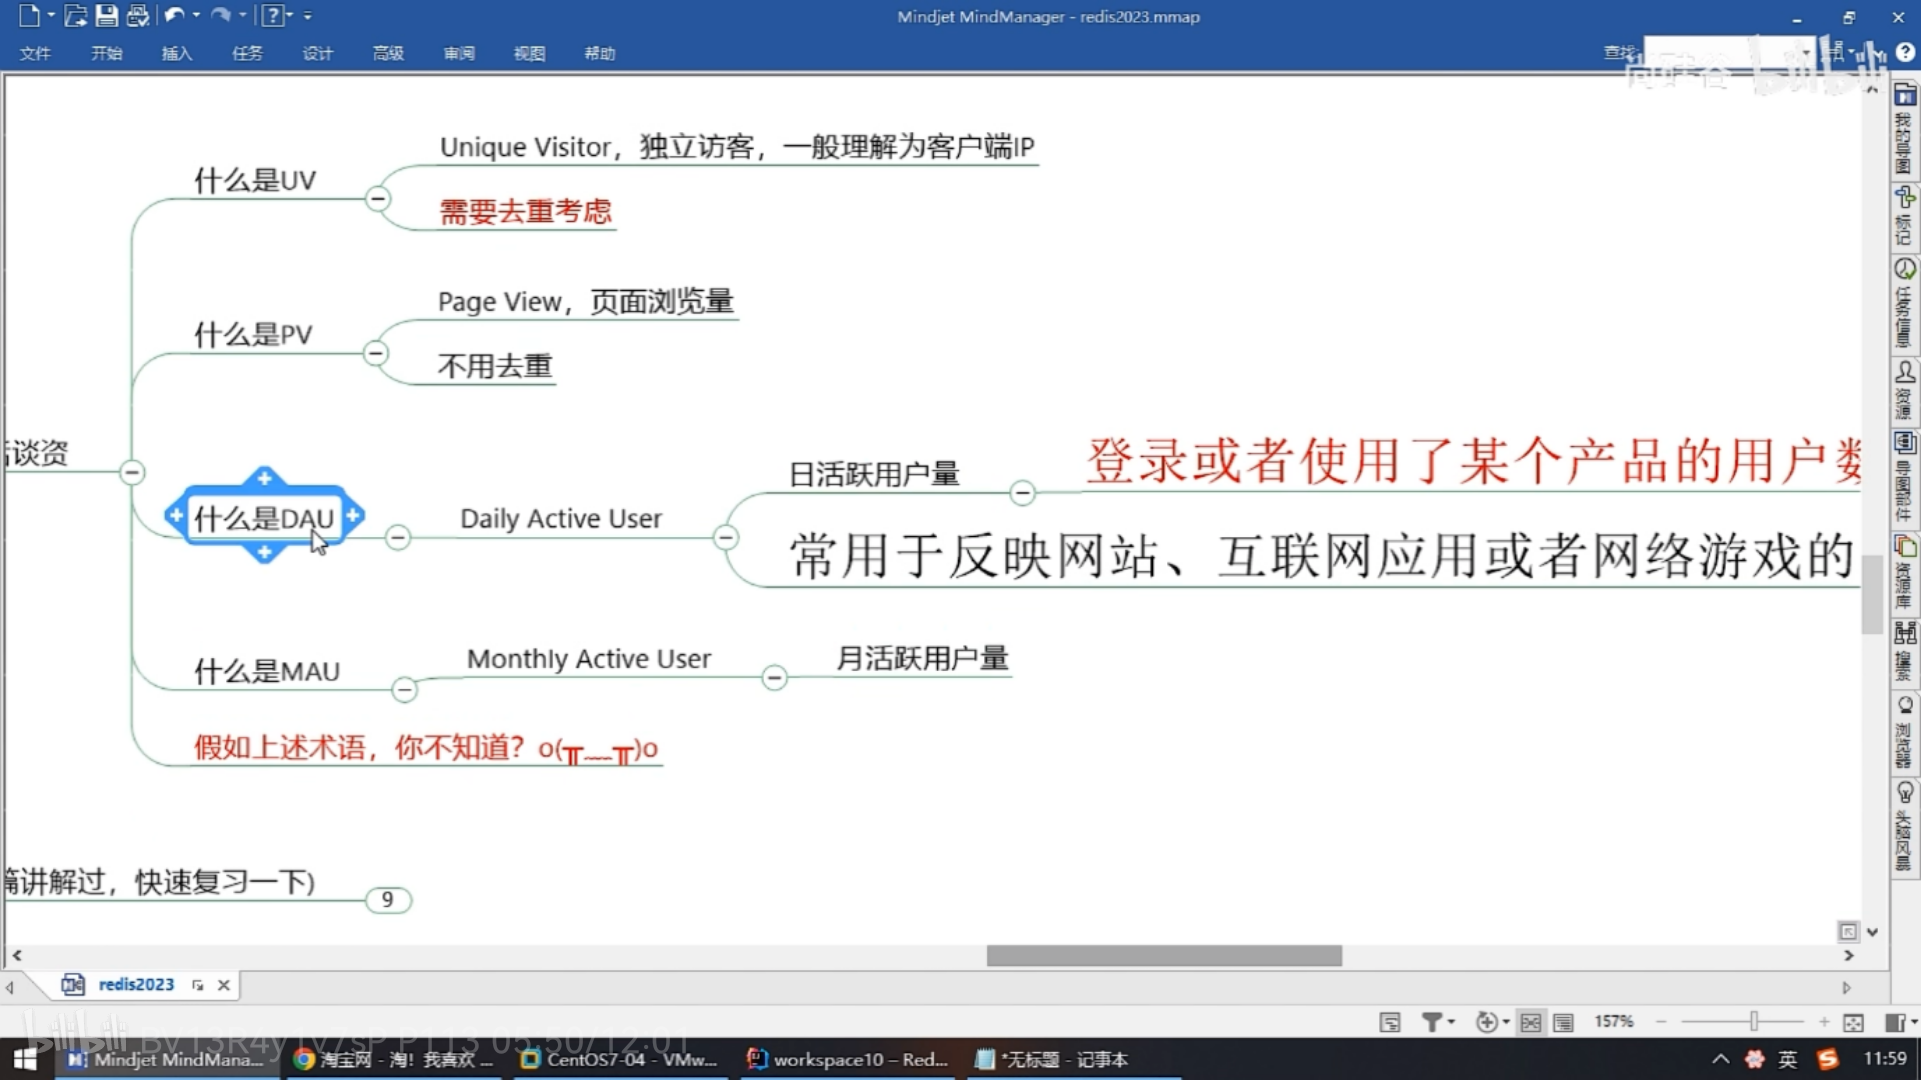 Mindjet MindManager - redis2023.mmap
文件 开始 插入 任务 设计 高级 审阅 视图 帮助
查找:
尚硅谷 bilibili
什么是UV
Unique Visitor，独立访客，一般理解为客户端IP
需要去重考虑
什么是PV
Page View，页面浏览量
不用去重
谈资
什么是DAU
Daily Active User
日活跃用户量
登录或者使用了某个产品的用户数
常用于反映网站、互联网应用或者网络游戏的
什么是MAU
Monthly Active User
月活跃用户量
假如上述术语，你不知道？o(╥﹏╥)o
篇讲解过，快速复习一下)
9
我的导图
标记
任务信息
资源
导图部件
资源库
搜索
浏览器
头脑风暴
redis2023
157%
bilibili
05:50/12:01
Mindjet MindMana...
淘宝网 - 淘！我喜欢 ...
CentOS7-04 - VMw...
workspace10 – Red...
*无标题 - 记事本
英
11:59